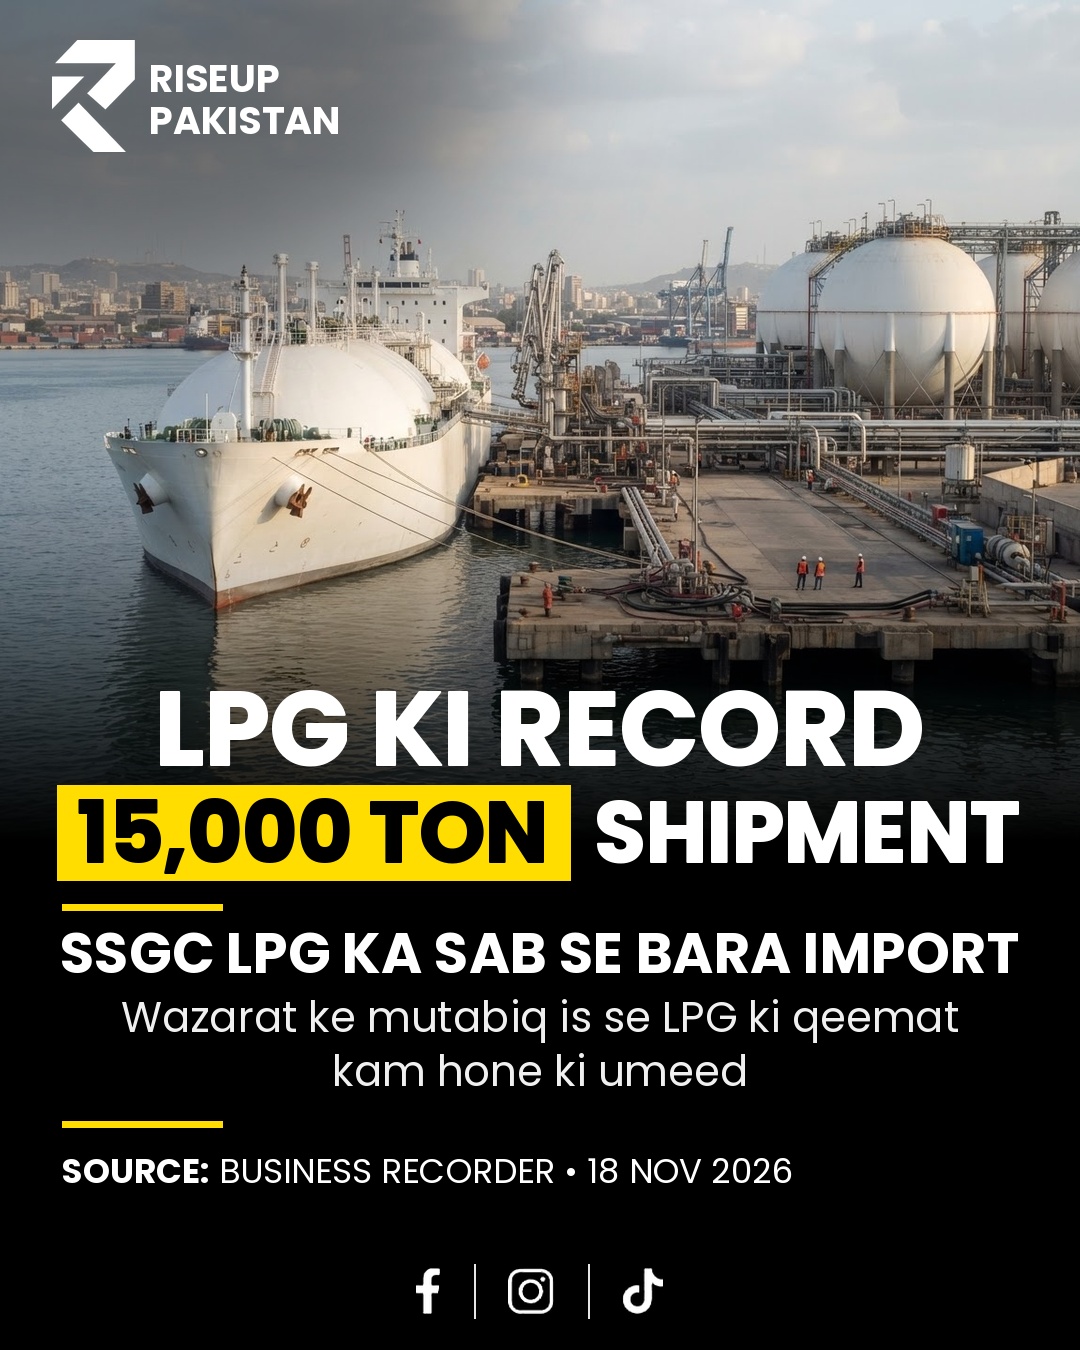 RISEUP
PAKISTAN
LPG KI RECORD
15,000 TON SHIPMENT
SSGC LPG KA SAB SE BARA IMPORT
Wazarat ke mutabiq is se LPG ki qeemat
kam hone ki umeed
SOURCE: BUSINESS RECORDER • 18 NOV 2026